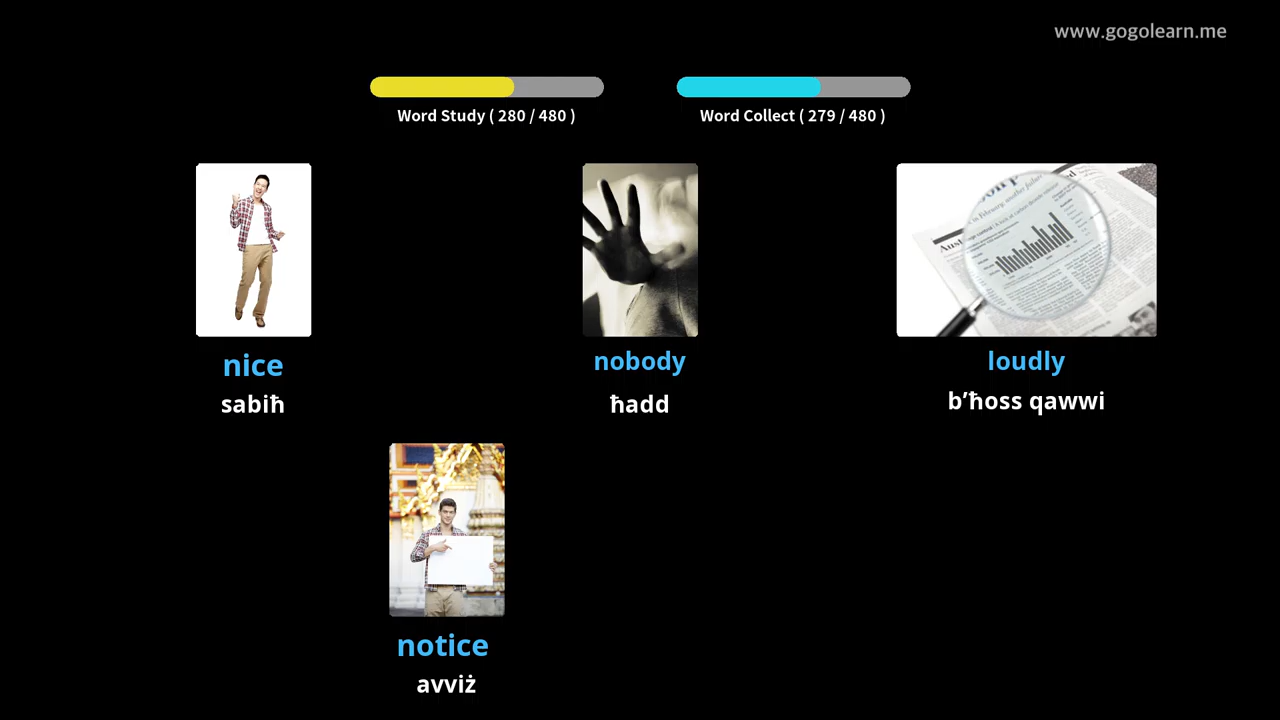 www.gogolearn.me
Word Study ( 280 / 480 )
Word Collect ( 279 / 480 )
nice
sabiħ
nobody
ħadd
loudly
b’ħoss qawwi
notice
avviż